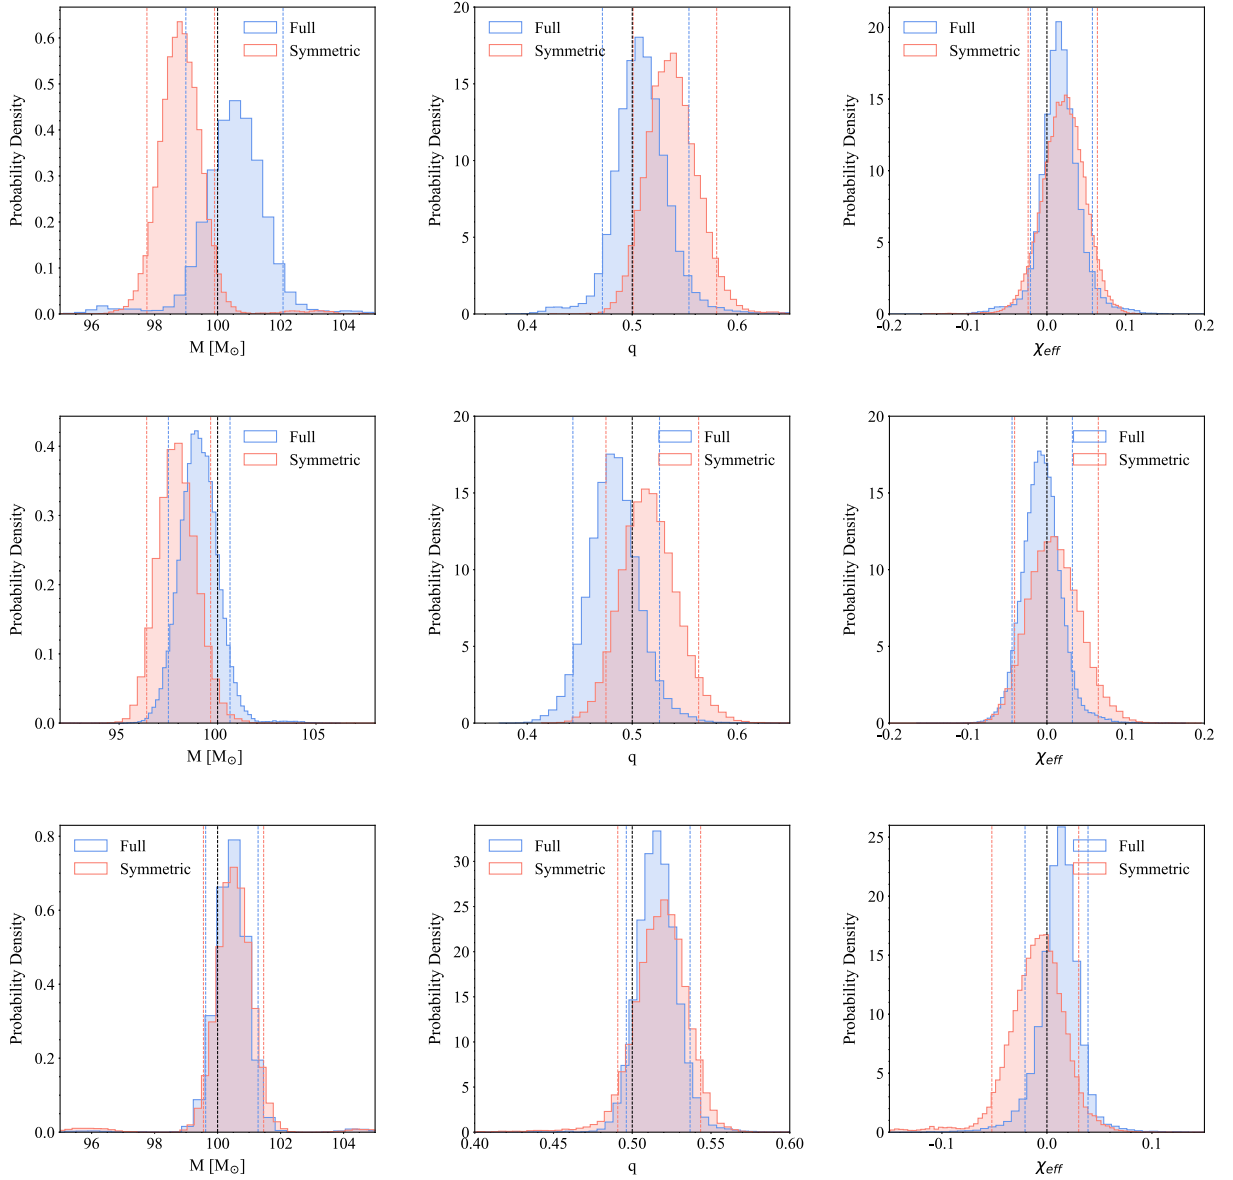 Full
Symmetric
0.6
0.5
0.4
0.3
0.2
0.1
0.0
Probability Density
96
98
100
102
104
M [M⊙]
Full
Symmetric
20
15
10
5
0
Probability Density
0.4
0.5
0.6
q
Full
Symmetric
20
15
10
5
0
Probability Density
-0.2
-0.1
0.0
0.1
0.2
χeff
Full
Symmetric
0.4
0.3
0.2
0.1
0.0
Probability Density
95
100
105
M [M⊙]
Full
Symmetric
20
15
10
5
0
Probability Density
0.4
0.5
0.6
q
Full
Symmetric
20
15
10
5
0
Probability Density
-0.2
-0.1
0.0
0.1
0.2
χeff
Full
Symmetric
0.8
0.6
0.4
0.2
0.0
Probability Density
96
98
100
102
104
M [M⊙]
Full
Symmetric
30
25
20
15
10
5
0
Probability Density
0.40
0.45
0.50
0.55
0.60
q
Full
Symmetric
25
20
15
10
5
0
Probability Density
-0.1
0.0
0.1
χeff